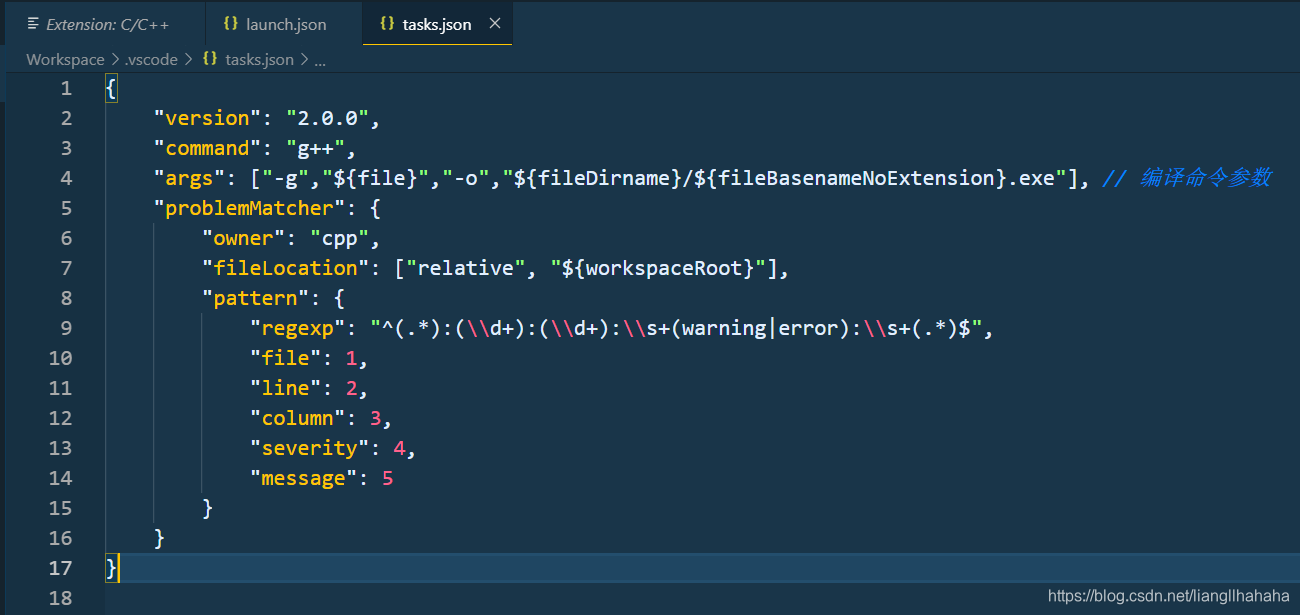 Extension: C/C++ launch.json tasks.json
Workspace > .vscode > {} tasks.json > ...
1 {
2 "version": "2.0.0",
3 "command": "g++",
4 "args": ["-g","${file}","-o","${fileDirname}/${fileBasenameNoExtension}.exe"], // 编译命令参数
5 "problemMatcher": {
6 "owner": "cpp",
7 "fileLocation": ["relative", "${workspaceRoot}"],
8 "pattern": {
9 "regexp": "^(.*):(\\d+):(\\d+):\\s+(warning|error):\\s+(.*)$",
10 "file": 1,
11 "line": 2,
12 "column": 3,
13 "severity": 4,
14 "message": 5
15 }
16 }
17 }
18
https://blog.csdn.net/liangllhahaha